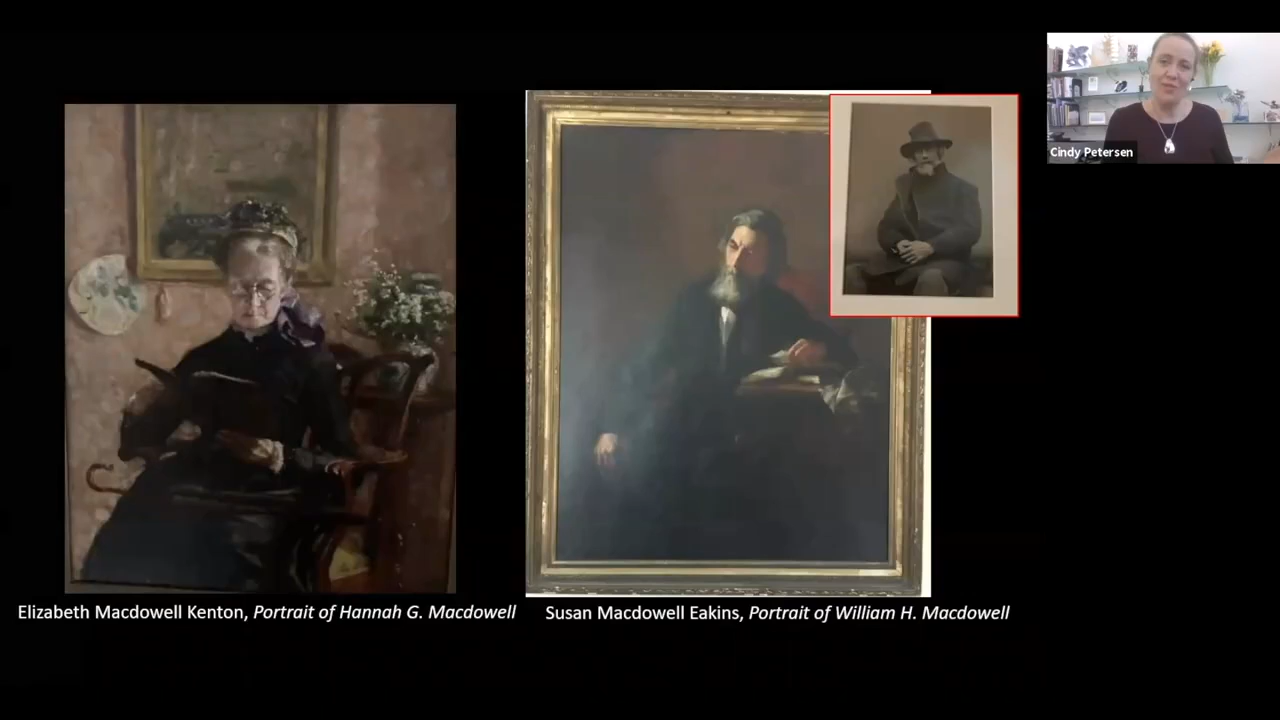 Cindy Petersen
Elizabeth Macdowell Kenton, Portrait of Hannah G. Macdowell
Susan Macdowell Eakins, Portrait of William H. Macdowell